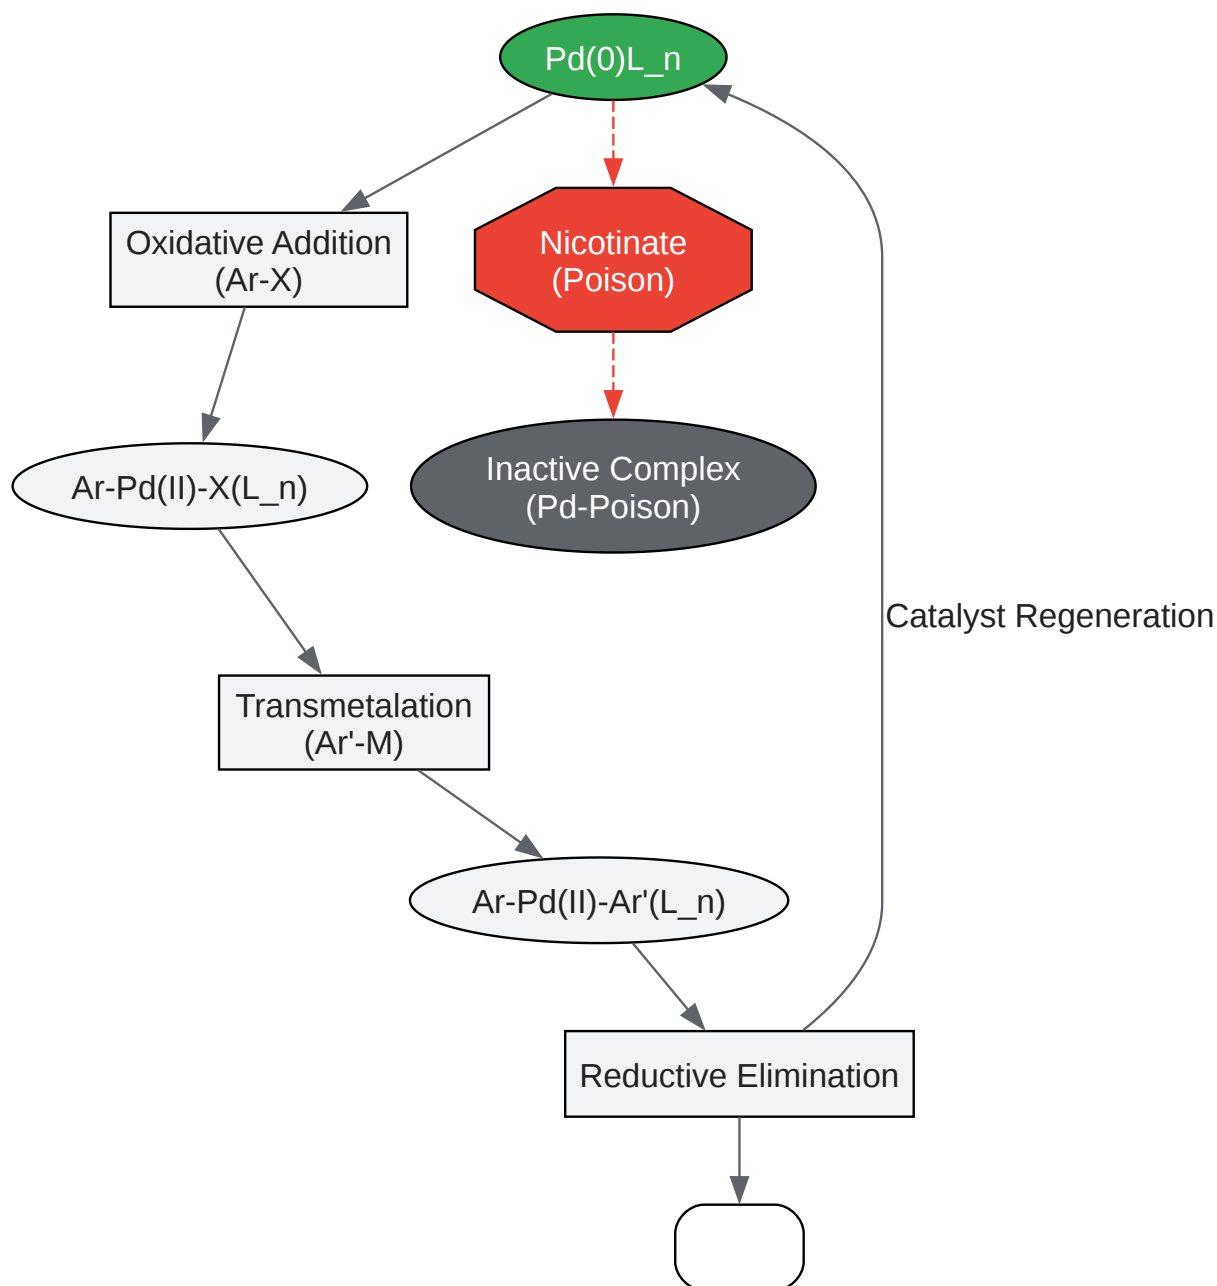 Pd(0)L_n
Oxidative Addition
(Ar-X)
Nicotinate
(Poison)
Ar-Pd(II)-X(L_n)
Inactive Complex
(Pd-Poison)
Catalyst Regeneration
Transmetalation
(Ar'-M)
Ar-Pd(II)-Ar'(L_n)
Reductive Elimination